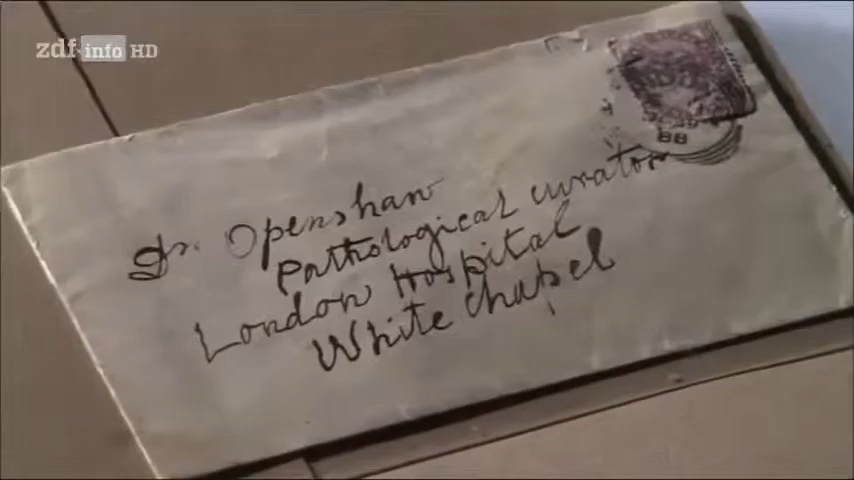 zdf info HD
88
Dr. Openshaw
Pathological curator
London Hospital
White chapel